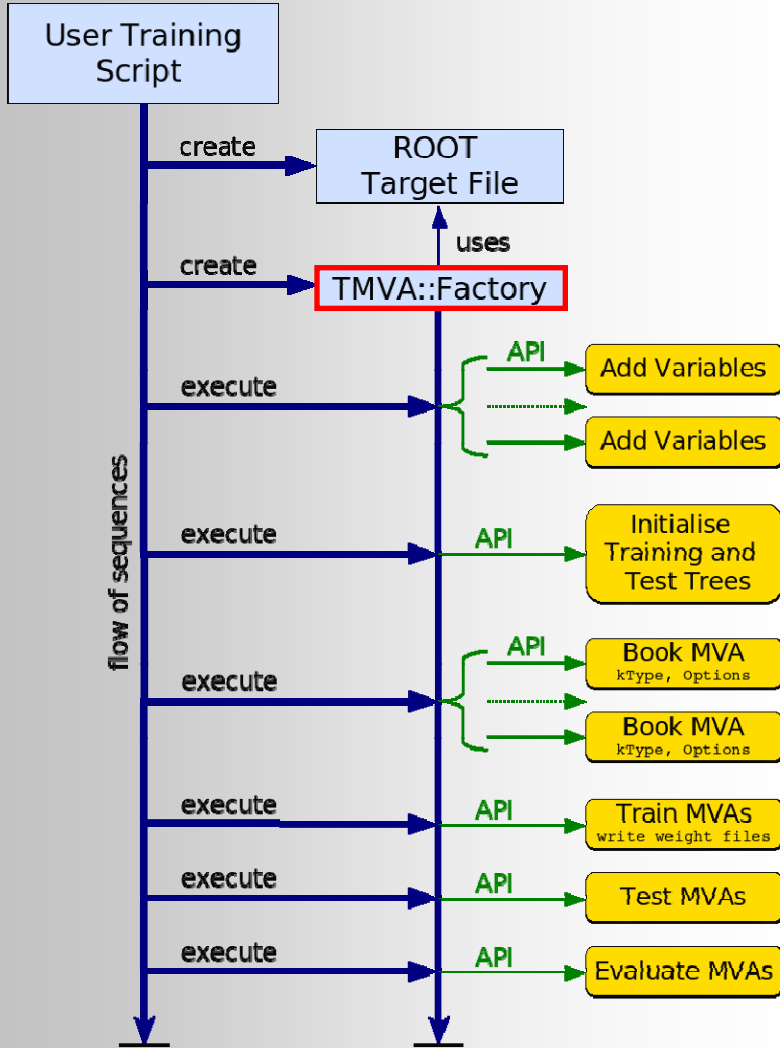 User Training
Script
create
ROOT
Target File
uses
create
TMVA::Factory
API
Add Variables
execute
Add Variables
flow of sequences
execute
API
Initialise
Training and
Test Trees
API
Book MVA
kType, Options
execute
Book MVA
kType, Options
execute
API
Train MVAs
write weight files
execute
API
Test MVAs
execute
API
Evaluate MVAs